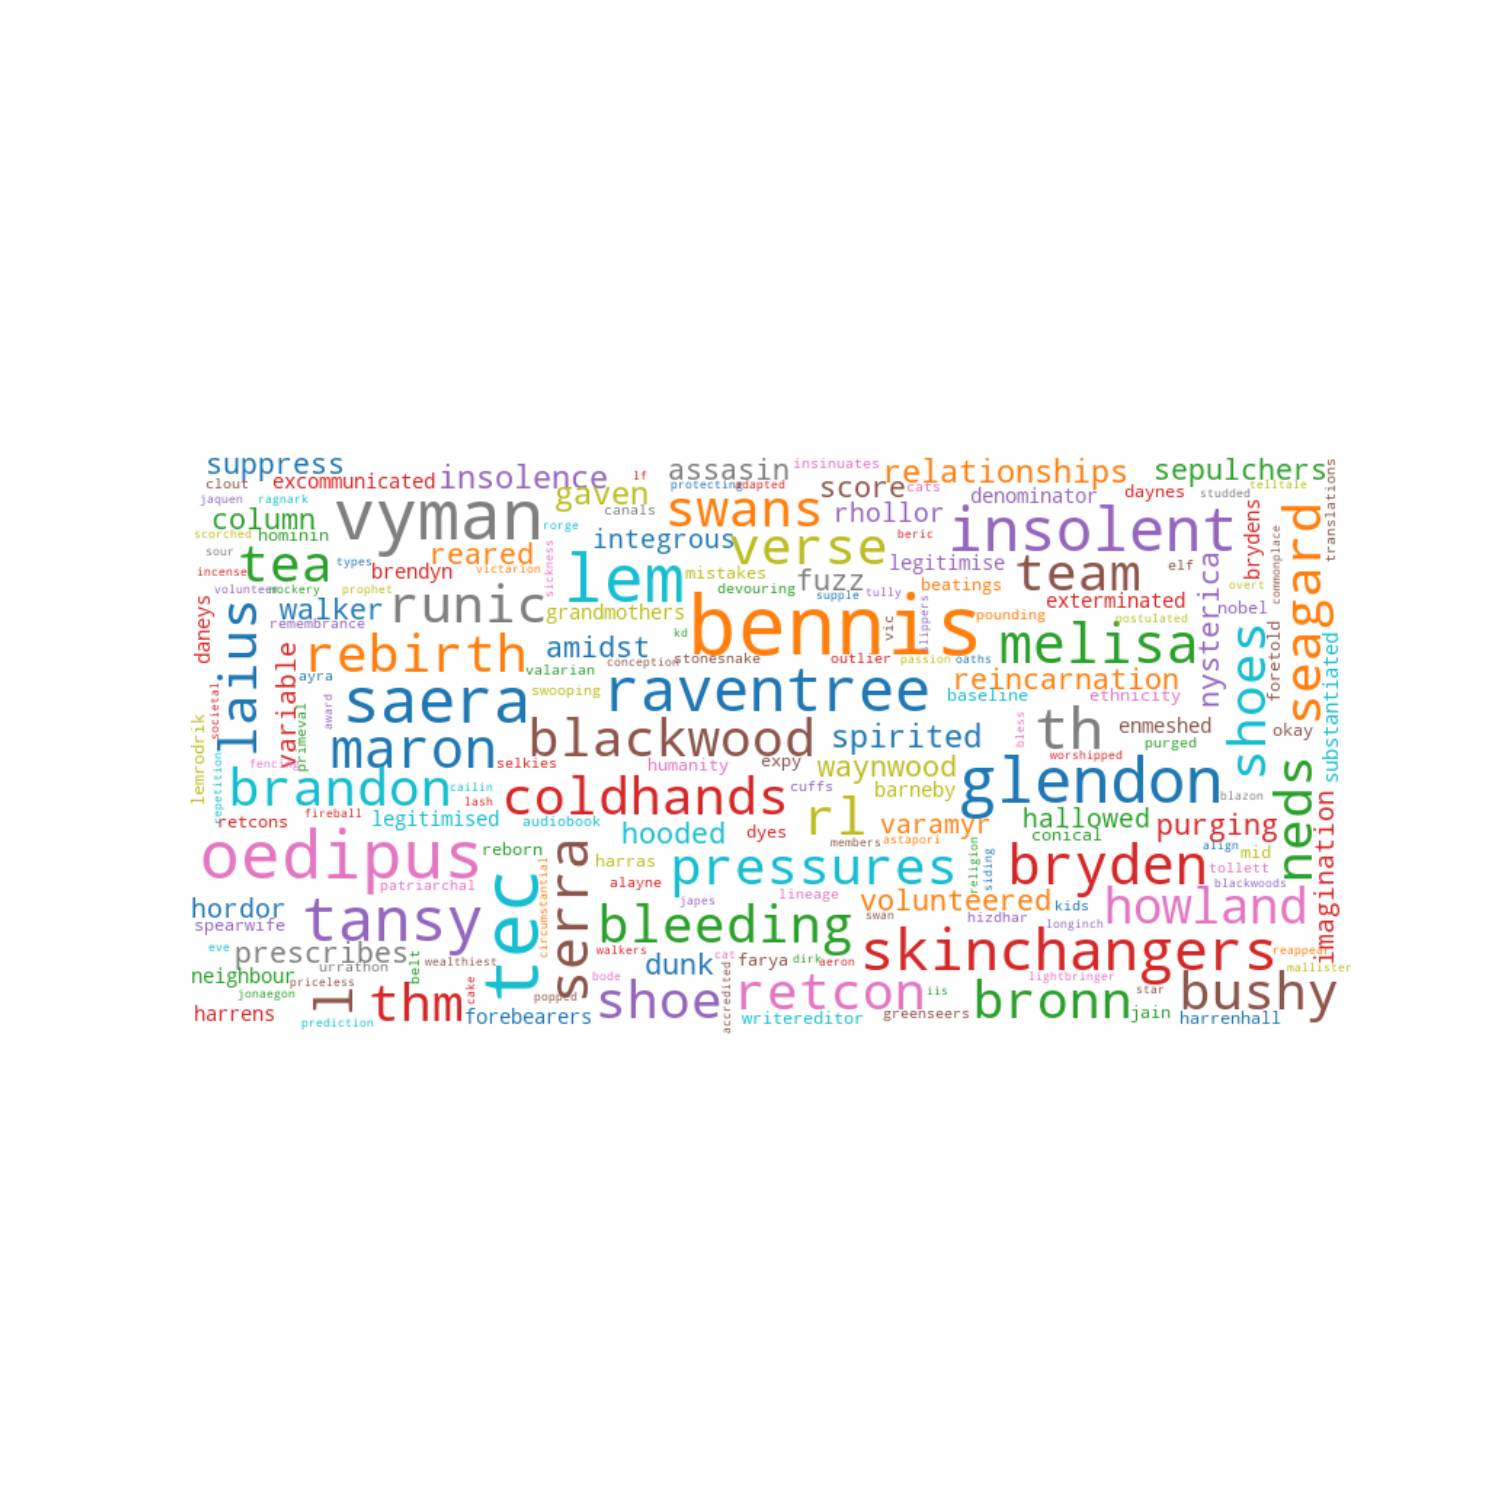 suppress
clout
excommunicated
insolence
lf
gaven
assasin
insinuates
relationships
sepulchers
translations
jaquen
ragnark
vyman
canals
protecting
adapted
swans
score
cats
rhollor
denominator
daynes
studded
telltale
column
scorched
hominin
rorge
integrous
verse
beric
insolent
brydens
commonplace
seagard
sour
types
tea
reared
victarion
sickness
lem
mistakes
fuzz
legitimise
team
elf
incense
volunteer
mockery
prophet
brendyn
devouring
supple
tully
beatings
exterminated
overt
nysterica
nobel
daneys
laius
walker
remembrance
runic
grandmothers
bennis
vic
slippers
pounding
postulated
kd
rebirth
amidst
conception
stonesnake
outlier
passion
oaths
melisa
shoes
foretold
substantiated
variable
ayra
valarian
swooping
saera
raventree
reincarnation
baseline
ethnicity
societal
primeval
award
lemrodrik
maron
selkies
blackwood
humanity
expy
spirited
bless
th
enmeshed
purged
okay
fencing
worshipped
waynwood
brandon
cailin
lash
coldhands
cuffs
barneby
glendon
blazon
neds
repetition
retcons
fireball
legitimised
audiobook
hooded
dyes
rl
varamyr
hallowed
conical
purging
imagination
members
astapori
align
mid
oedipus
reborn
patriarchal
circumstantial
serra
harras
alayne
pressures
religion
siding
bryden
tollett
blackwoods
lineage
japes
hordor
spearwife
tansy
tec
bleeding
swan
volunteered
kids
hizdhar
longinch
howland
eve
prescribes
urrathon
belt
wealthiest
walkers
dunk
cat
farya
dirk
aeron
skinchangers
reappear
mallister
neighbour
priceless
jonaegon
l
thm
cake
popped
bode
shoe
accredited
retcon
iis
lightbringer
star
bronn
bushy
harrens
prediction
forebearers
writereditor
greenseers
jain
harrenhall